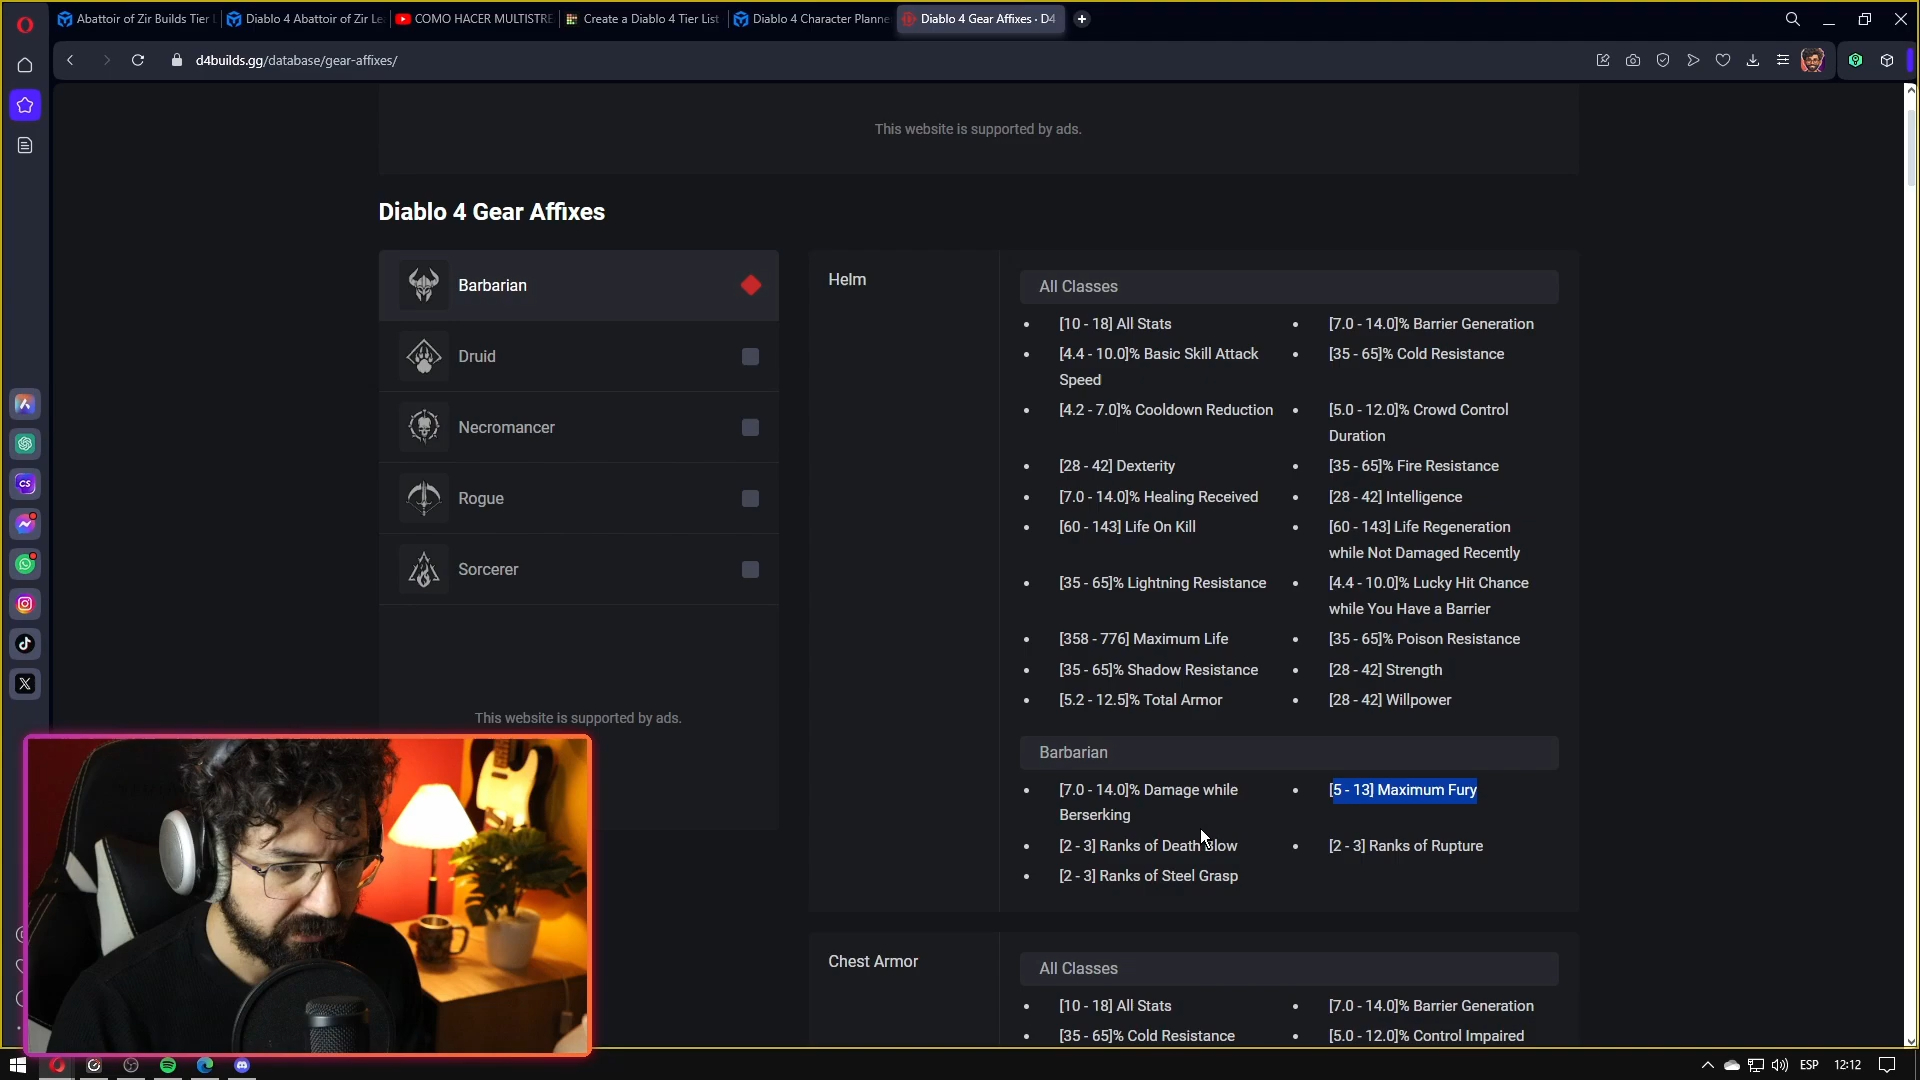 Abattoir of Zir Builds Tier
Diablo 4 Abattoir of Zir Le
COMO HACER MULTISTRE
Create a Diablo 4 Tier List
Diablo 4 Character Planne
Diablo 4 Gear Affixes · D4
d4builds.gg/database/gear-affixes/
This website is supported by ads.
Diablo 4 Gear Affixes
Barbarian
Druid
Necromancer
Rogue
Sorcerer
This website is supported by ads.
Helm
All Classes
[10 - 18] All Stats
[7.0 - 14.0]% Barrier Generation
[4.4 - 10.0]% Basic Skill Attack
Speed
[35 - 65]% Cold Resistance
[4.2 - 7.0]% Cooldown Reduction
[5.0 - 12.0]% Crowd Control
Duration
[28 - 42] Dexterity
[35 - 65]% Fire Resistance
[7.0 - 14.0]% Healing Received
[28 - 42] Intelligence
[60 - 143] Life On Kill
[60 - 143] Life Regeneration
while Not Damaged Recently
[35 - 65]% Lightning Resistance
[4.4 - 10.0]% Lucky Hit Chance
while You Have a Barrier
[358 - 776] Maximum Life
[35 - 65]% Poison Resistance
[35 - 65]% Shadow Resistance
[28 - 42] Strength
[5.2 - 12.5]% Total Armor
[28 - 42] Willpower
Barbarian
[7.0 - 14.0]% Damage while
Berserking
[5 - 13] Maximum Fury
[2 - 3] Ranks of Death Blow
[2 - 3] Ranks of Rupture
[2 - 3] Ranks of Steel Grasp
Chest Armor
All Classes
[10 - 18] All Stats
[7.0 - 14.0]% Barrier Generation
[35 - 65]% Cold Resistance
[5.0 - 12.0]% Control Impaired
CS
ESP
12:12